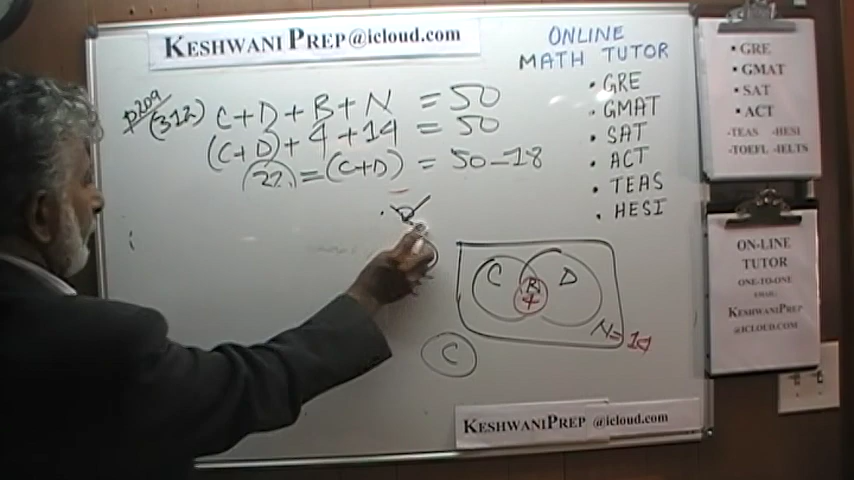 KESHWANI PREP@icloud.com
ONLINE
MATH TUTOR
• GRE
• GMAT
• SAT
• ACT
• TEAS
• HESI
p209
(312) C+D+B+N = 50
(C+D)+4+14 = 50
= (C+D) = 50-18
C B D
4
N=14
C
KESHWANIPREP @icloud.com
• GRE
• GMAT
• SAT
• ACT
-TEAS -HESI
-TOEFL -IELTS
ON-LINE
TUTOR
ONE-TO-ONE
EMAIL:
KESHWANIPREP
@ICLOUD.COM